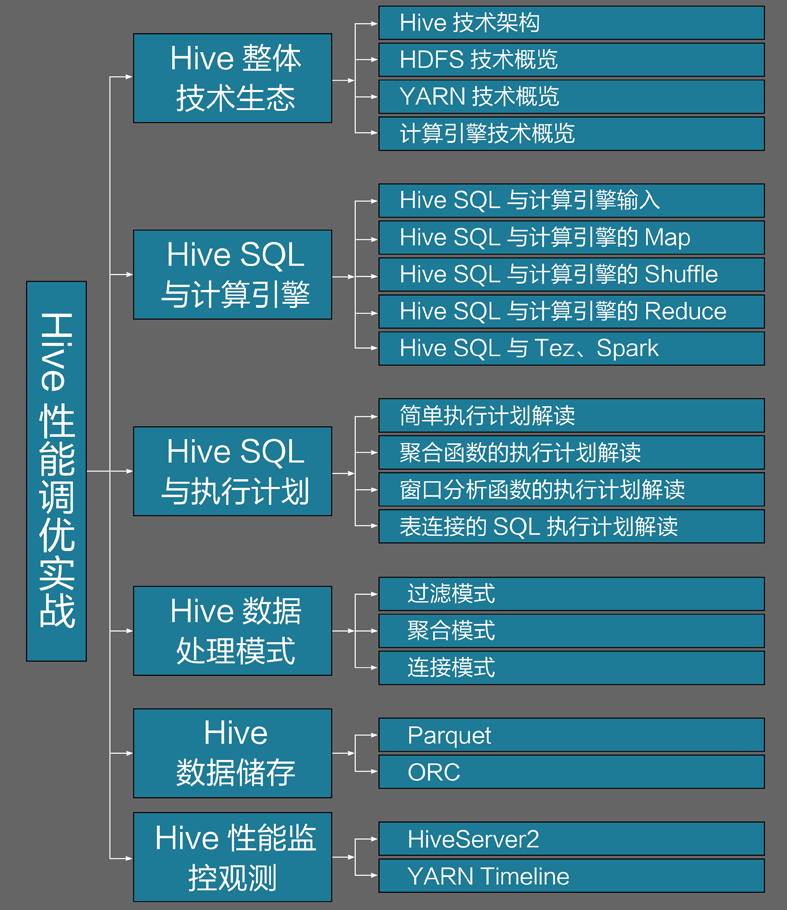 Hive 性能调优实战
Hive 整体
技术生态
Hive 技术架构
HDFS 技术概览
YARN 技术概览
计算引擎技术概览
Hive SQL
与计算引擎
Hive SQL 与计算引擎输入
Hive SQL 与计算引擎的 Map
Hive SQL 与计算引擎的 Shuffle
Hive SQL 与计算引擎的 Reduce
Hive SQL 与 Tez、Spark
Hive SQL
与执行计划
简单执行计划解读
聚合函数的执行计划解读
窗口分析函数的执行计划解读
表连接的 SQL 执行计划解读
Hive 数据
处理模式
过滤模式
聚合模式
连接模式
Hive
数据储存
Parquet
ORC
Hive 性能监
控观测
HiveServer2
YARN Timeline